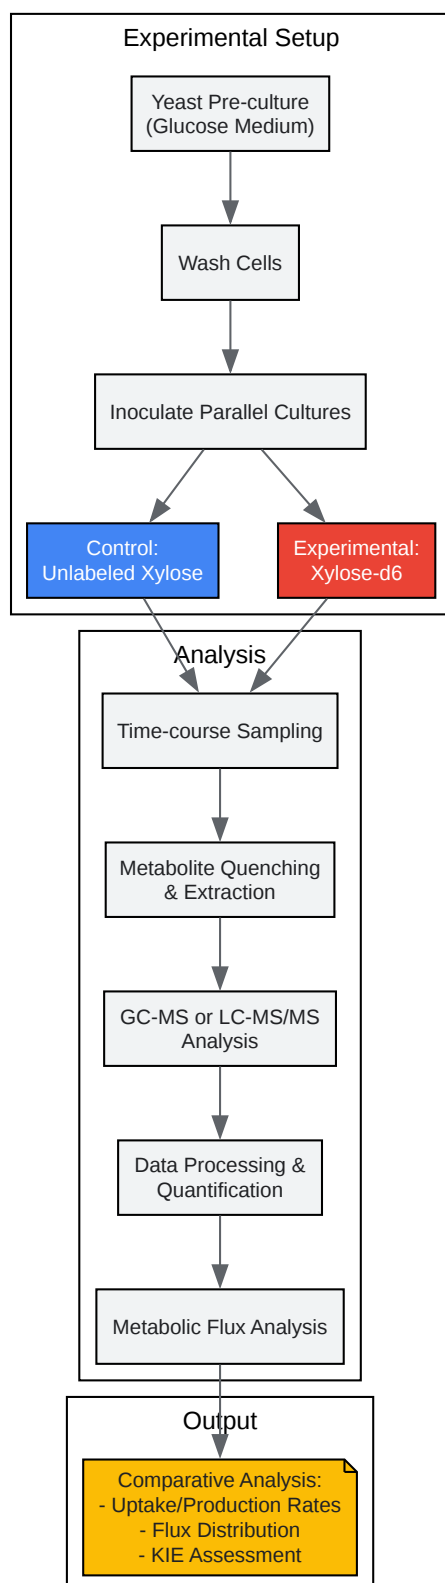 Experimental Setup
Yeast Pre-culture
(Glucose Medium)
Wash Cells
Inoculate Parallel Cultures
Control:
Unlabeled Xylose
Experimental:
Xylose-d6
Analysis
Time-course Sampling
Metabolite Quenching
& Extraction
GC-MS or LC-MS/MS
Analysis
Data Processing &
Quantification
Metabolic Flux Analysis
Output
Comparative Analysis:
- Uptake/Production Rates
- Flux Distribution
- KIE Assessment